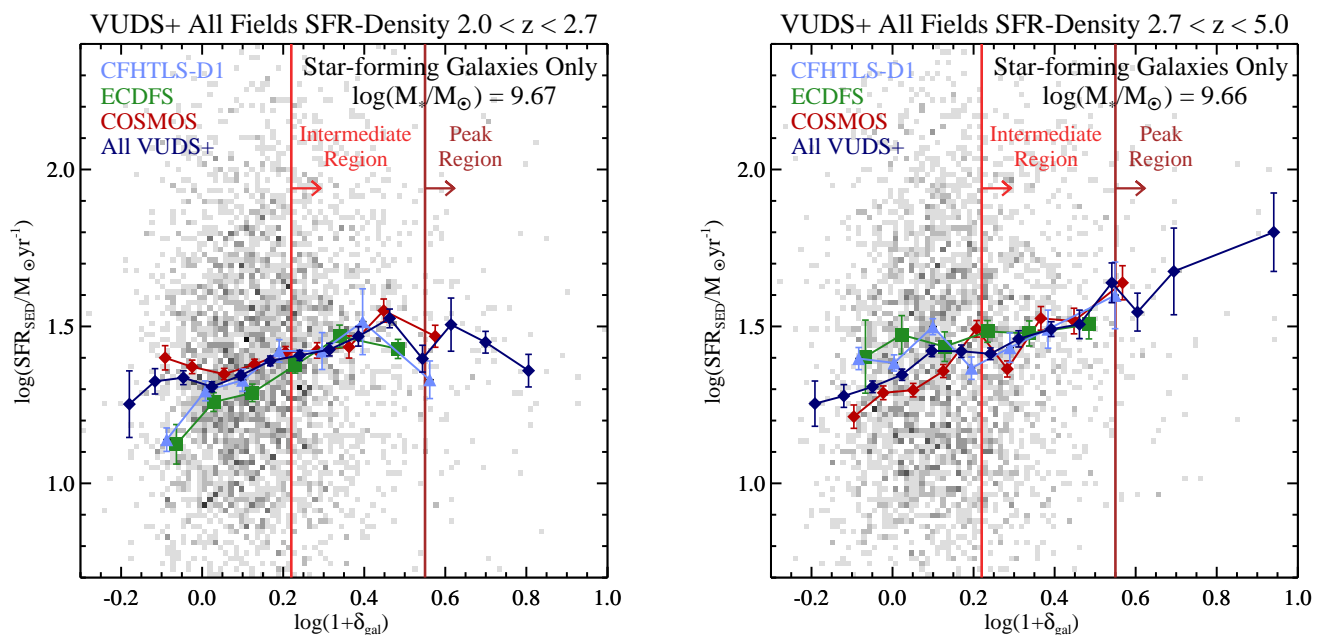 VUDS+ All Fields SFR-Density 2.0 < z < 2.7
CFHTLS-D1
ECDFS
COSMOS
All VUDS+
Star-forming Galaxies Only
log(M*/M☉) = 9.67
Intermediate
Region
Peak
Region
log(SFR_SED/M☉yr⁻¹)
2.0
1.5
1.0
-0.2 0.0 0.2 0.4 0.6 0.8 1.0
log(1+δ_gal)
VUDS+ All Fields SFR-Density 2.7 < z < 5.0
CFHTLS-D1
ECDFS
COSMOS
All VUDS+
Star-forming Galaxies Only
log(M*/M☉) = 9.66
Intermediate
Region
Peak
Region
log(SFR_SED/M☉yr⁻¹)
2.0
1.5
1.0
-0.2 0.0 0.2 0.4 0.6 0.8 1.0
log(1+δ_gal)